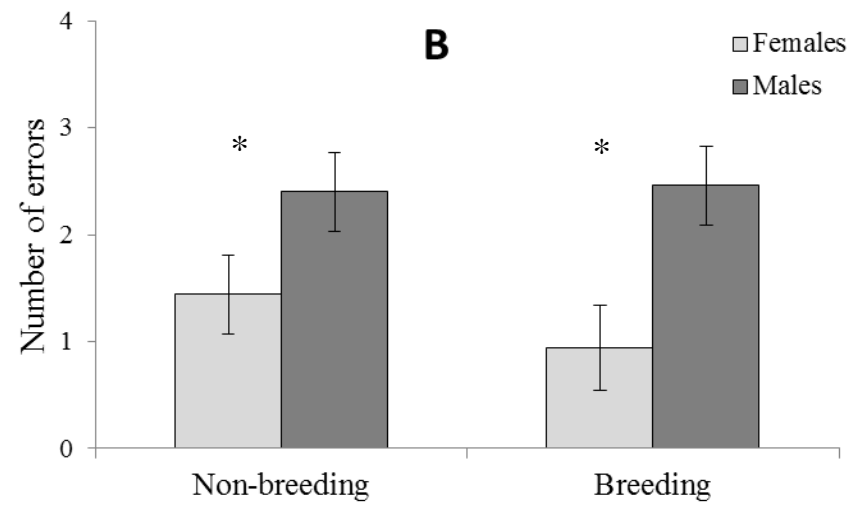 B
Females
Males
Number of errors
4
3
2
1
0
*
*
Non-breeding
Breeding